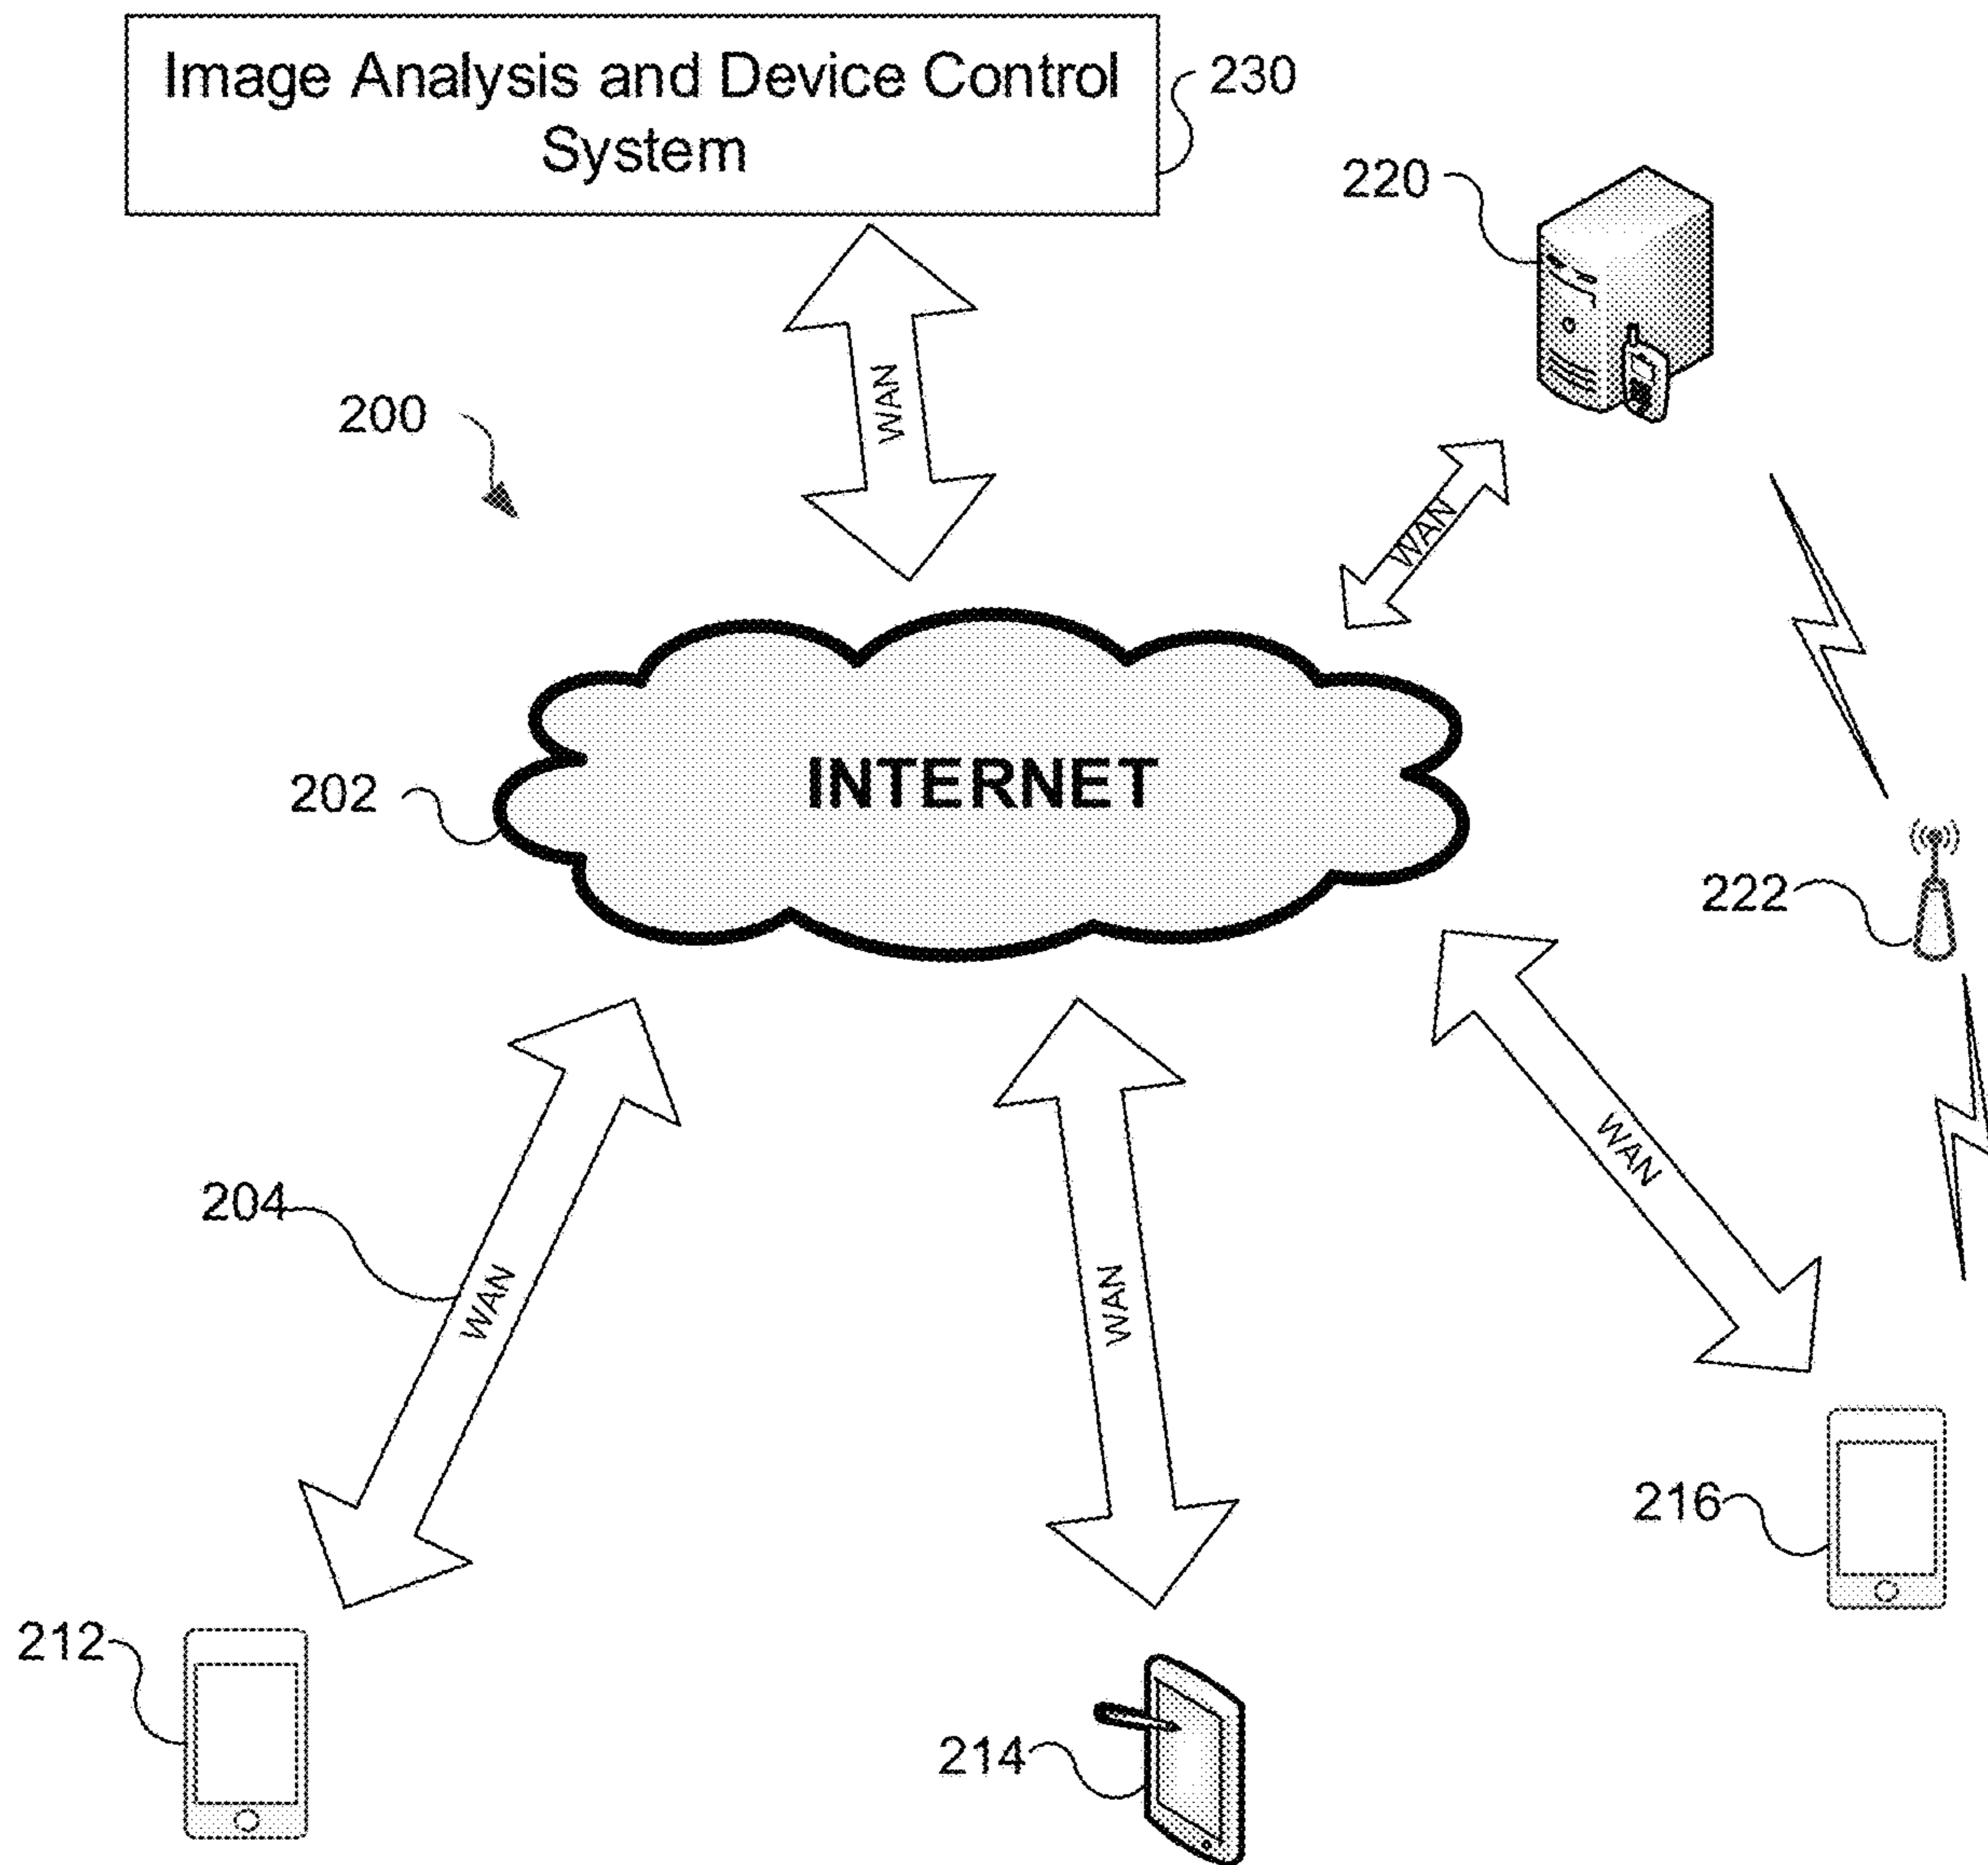 Image Analysis and Device Control
System
230
220
WAN
200
WAN
INTERNET
202
222
WAN
204
WAN
WAN
216
212
214